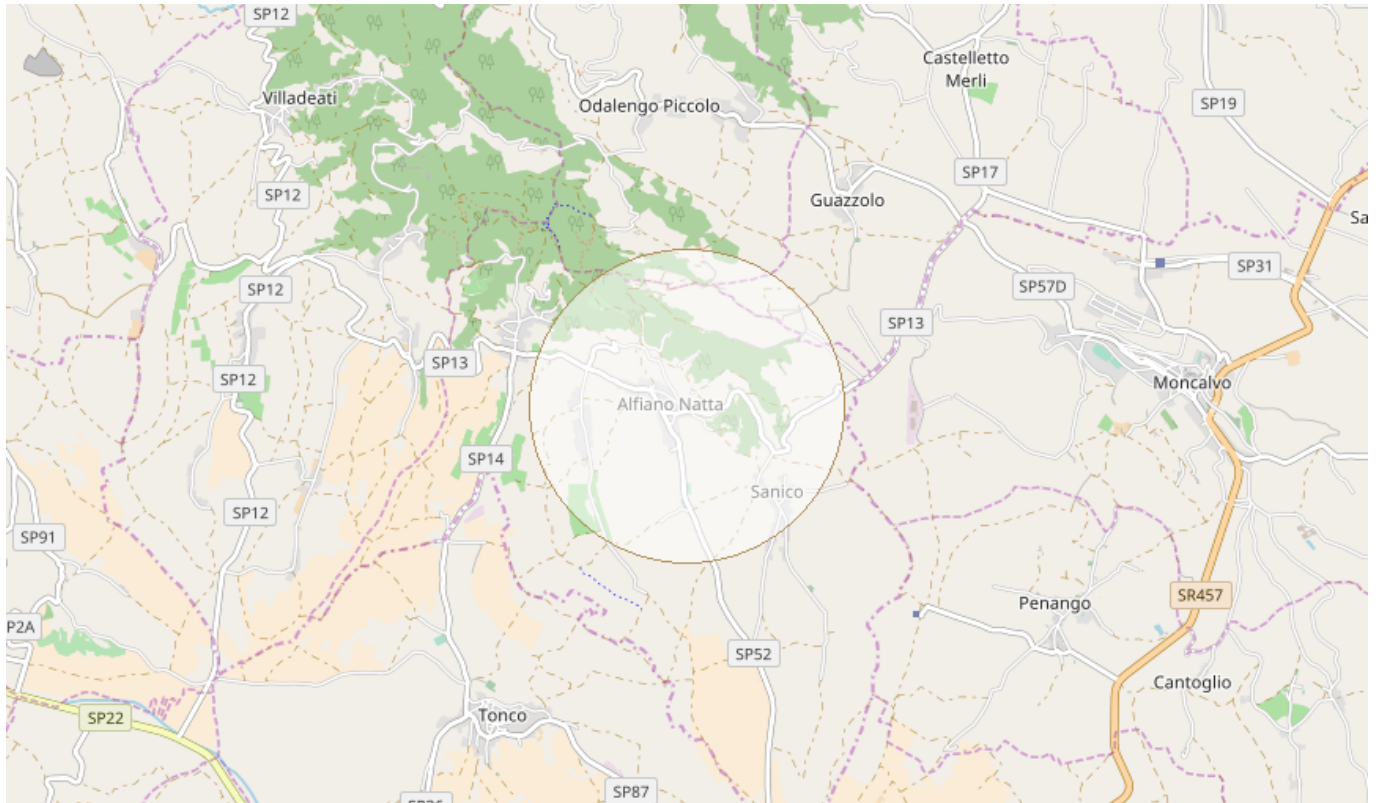 SP12
Villadeati
Odalengo Piccolo
Castelletto
Merli
SP19
SP12
SP17
Guazzolo
Sa
SP12
SP57D
SP31
SP13
SP13
SP12
Moncalvo
Alfiano Natta
SP14
Sanico
SP12
SP91
SR457
Penango
P2A
SP52
Cantoglio
SP22
Tonco
SP87